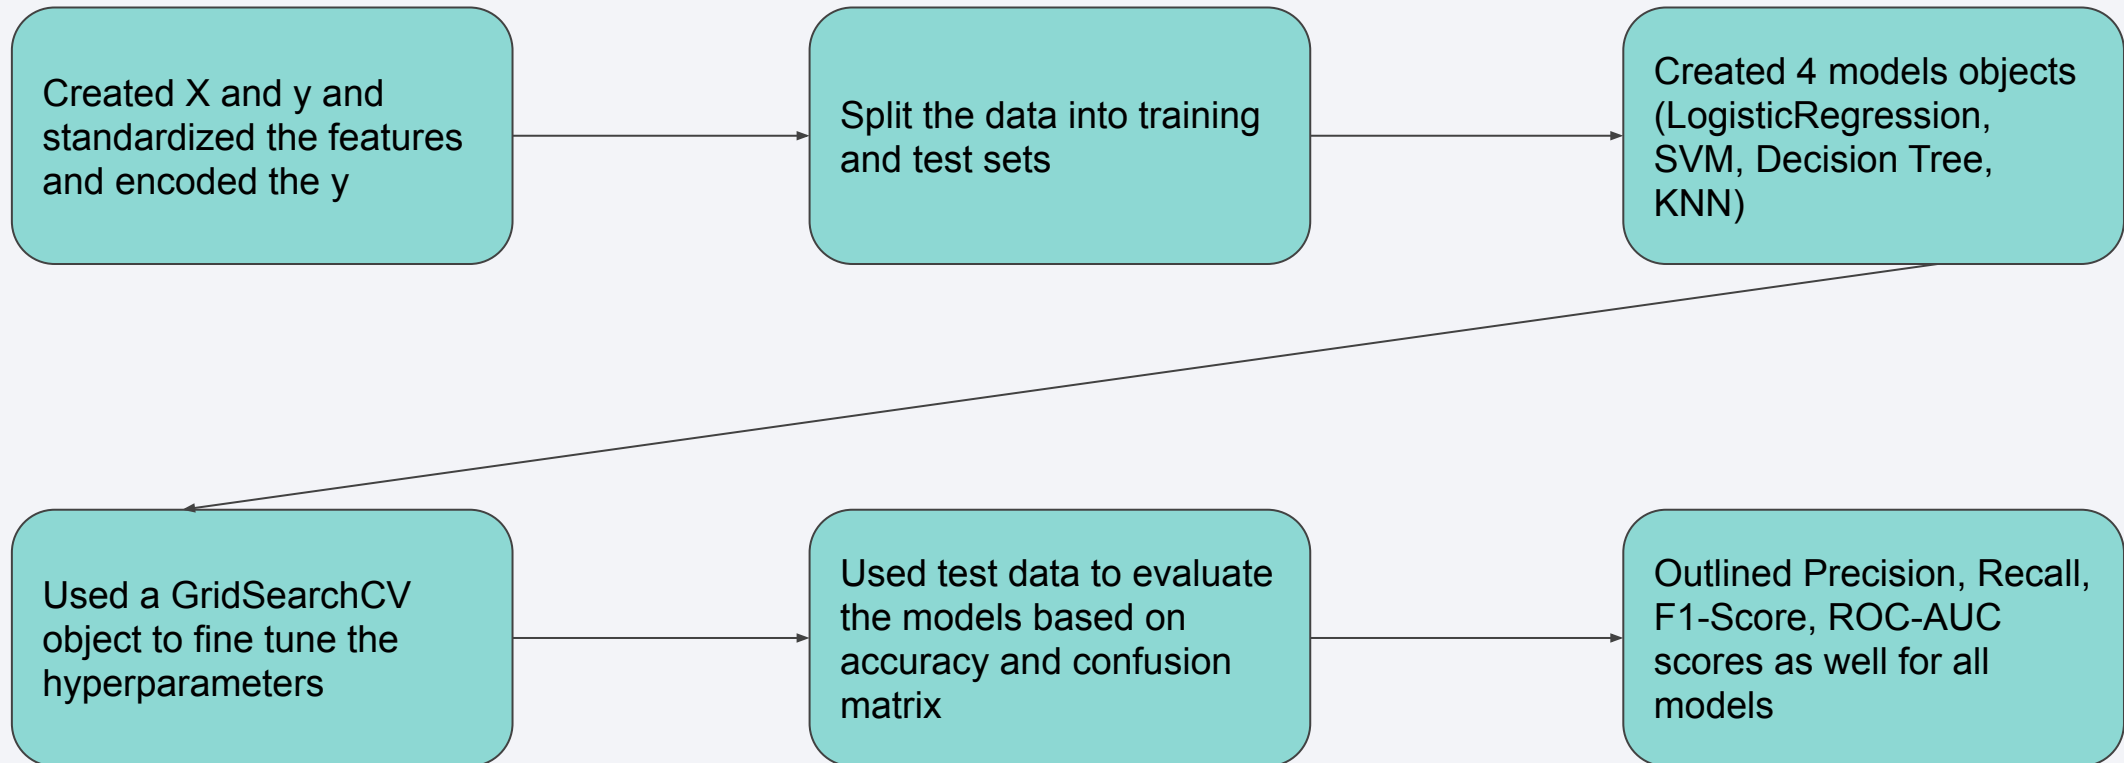 Created X and y and
standardized the features
and encoded the y
Split the data into training
and test sets
Created 4 models objects
(LogisticRegression,
SVM, Decision Tree,
KNN)
Used a GridSearchCV
object to fine tune the
hyperparameters
Used test data to evaluate
the models based on
accuracy and confusion
matrix
Outlined Precision, Recall,
F1-Score, ROC-AUC
scores as well for all
models